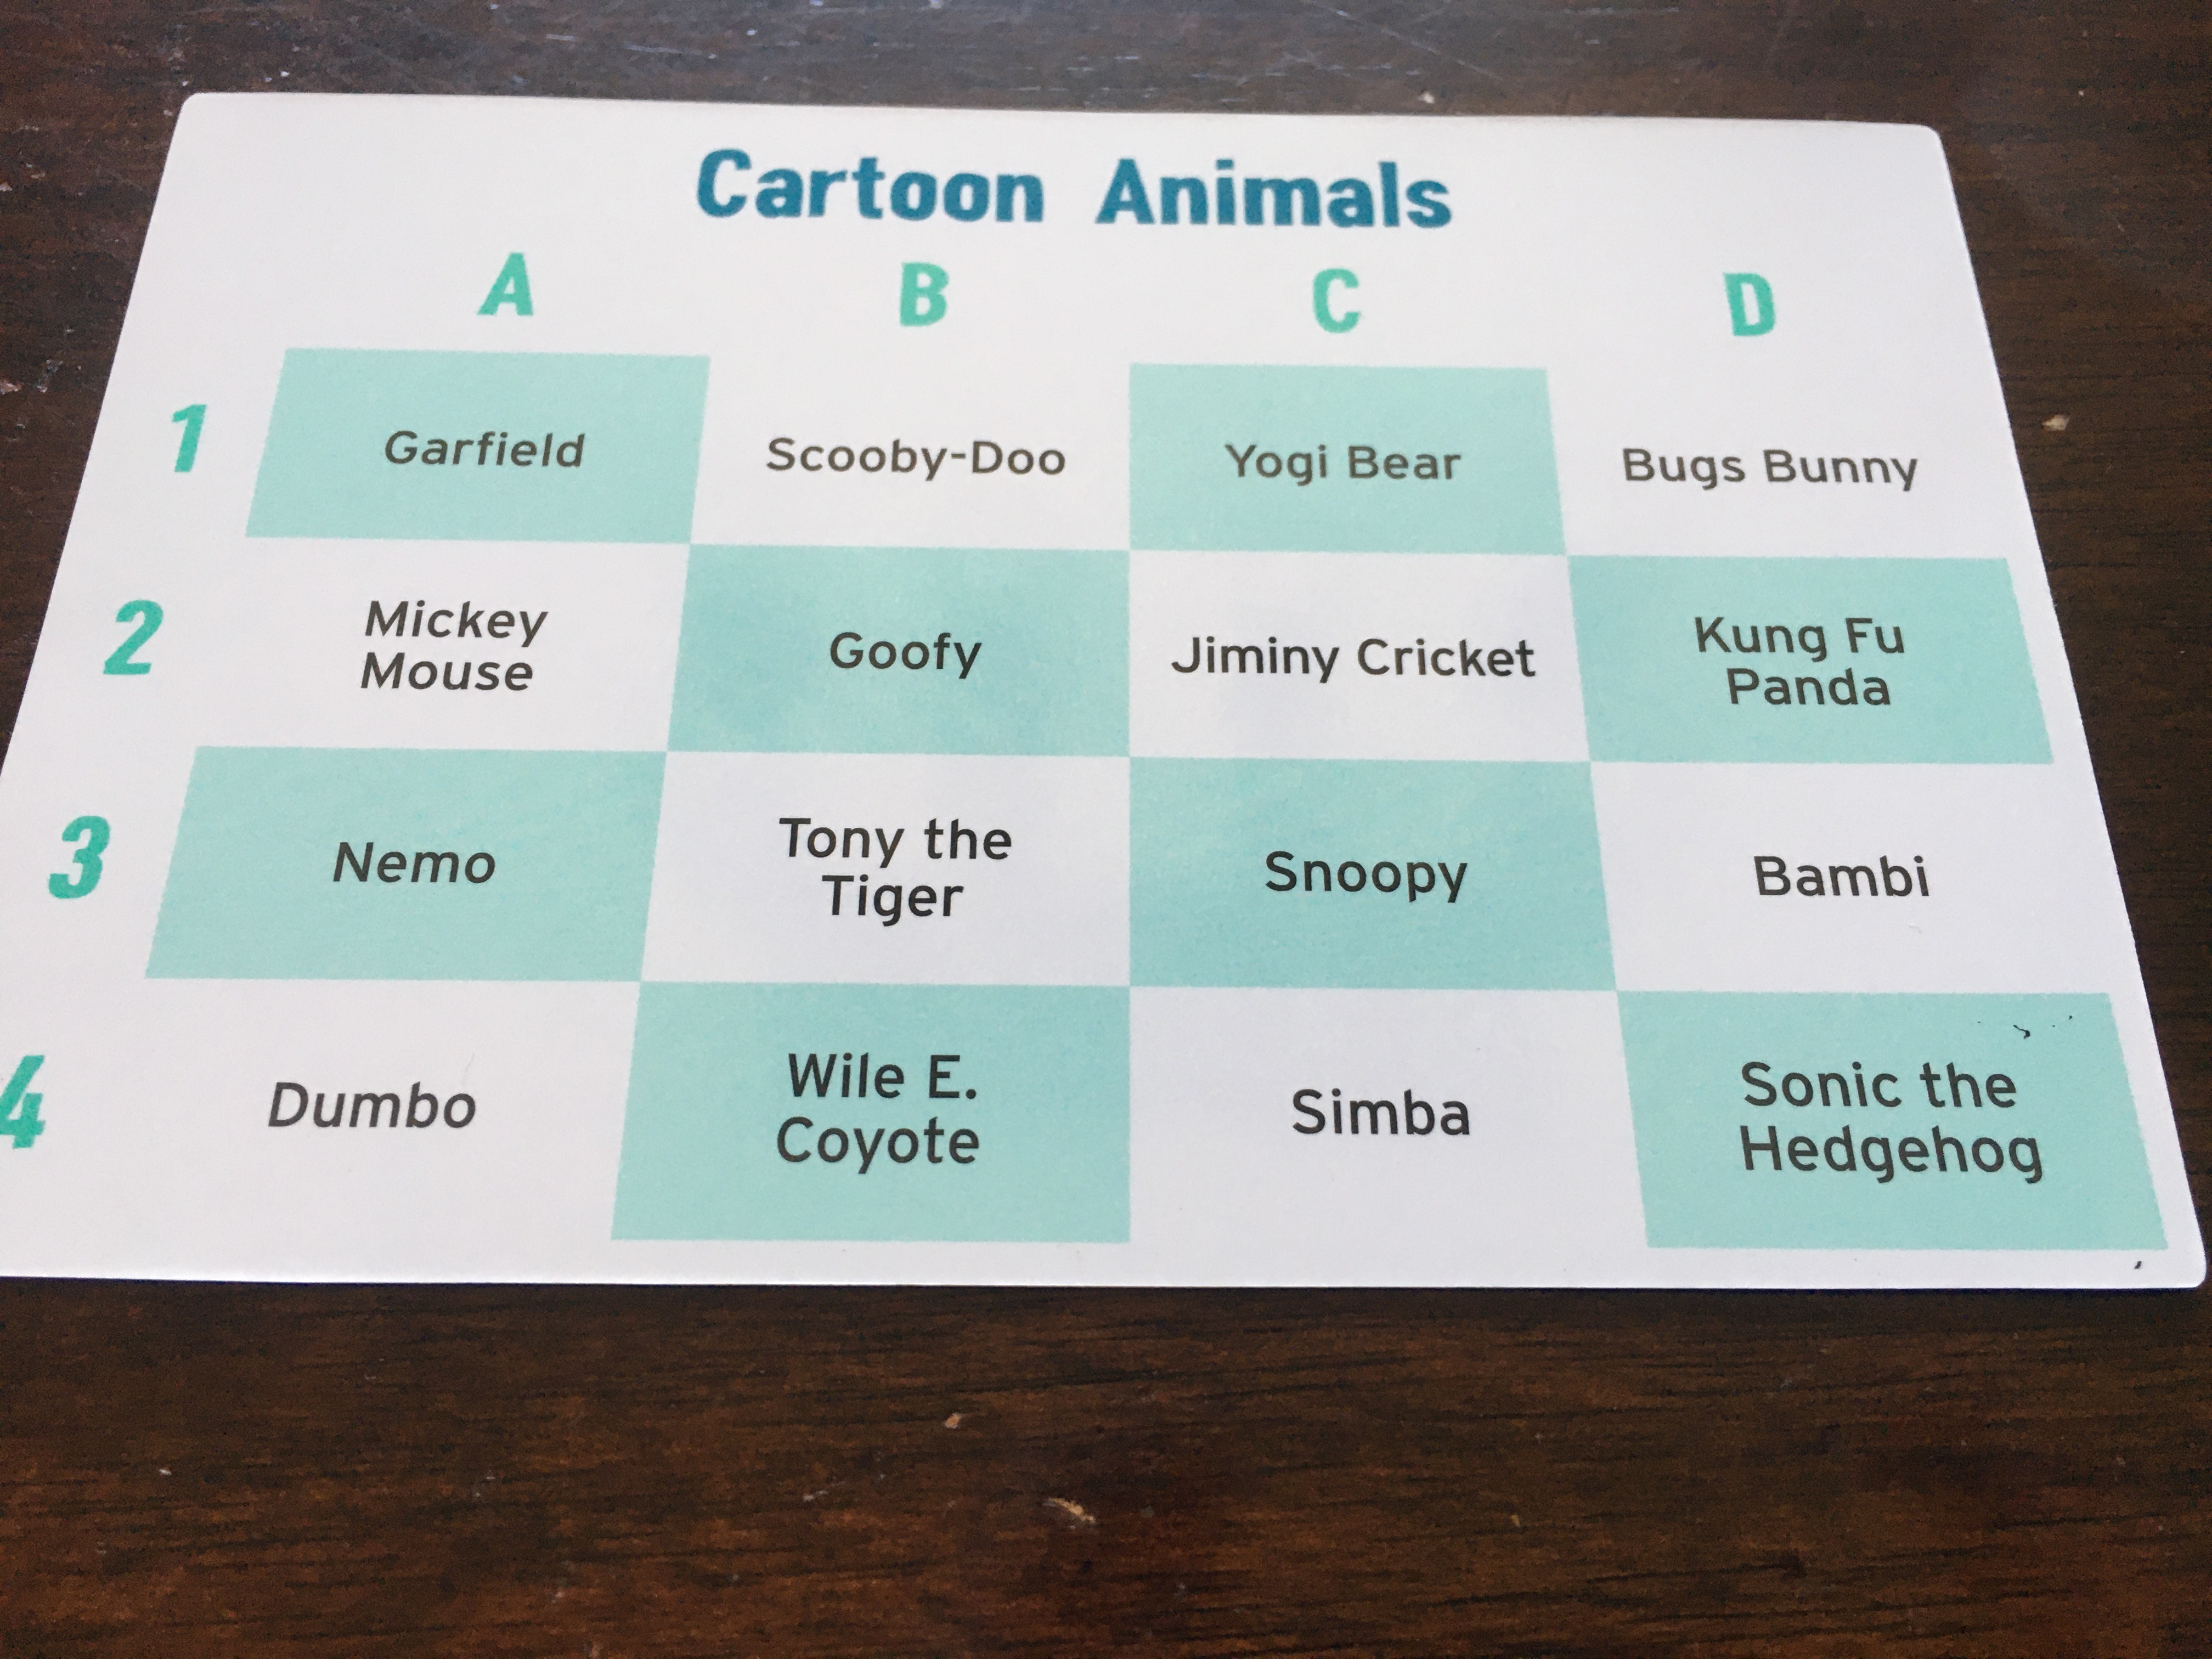 Cartoon Animals
A B C D
1 Garfield Scooby-Doo Yogi Bear Bugs Bunny
2 Mickey
Mouse Goofy Jiminy Cricket Kung Fu
Panda
3 Nemo Tony the
Tiger Snoopy Bambi
4 Dumbo Wile E.
Coyote Simba Sonic the
Hedgehog